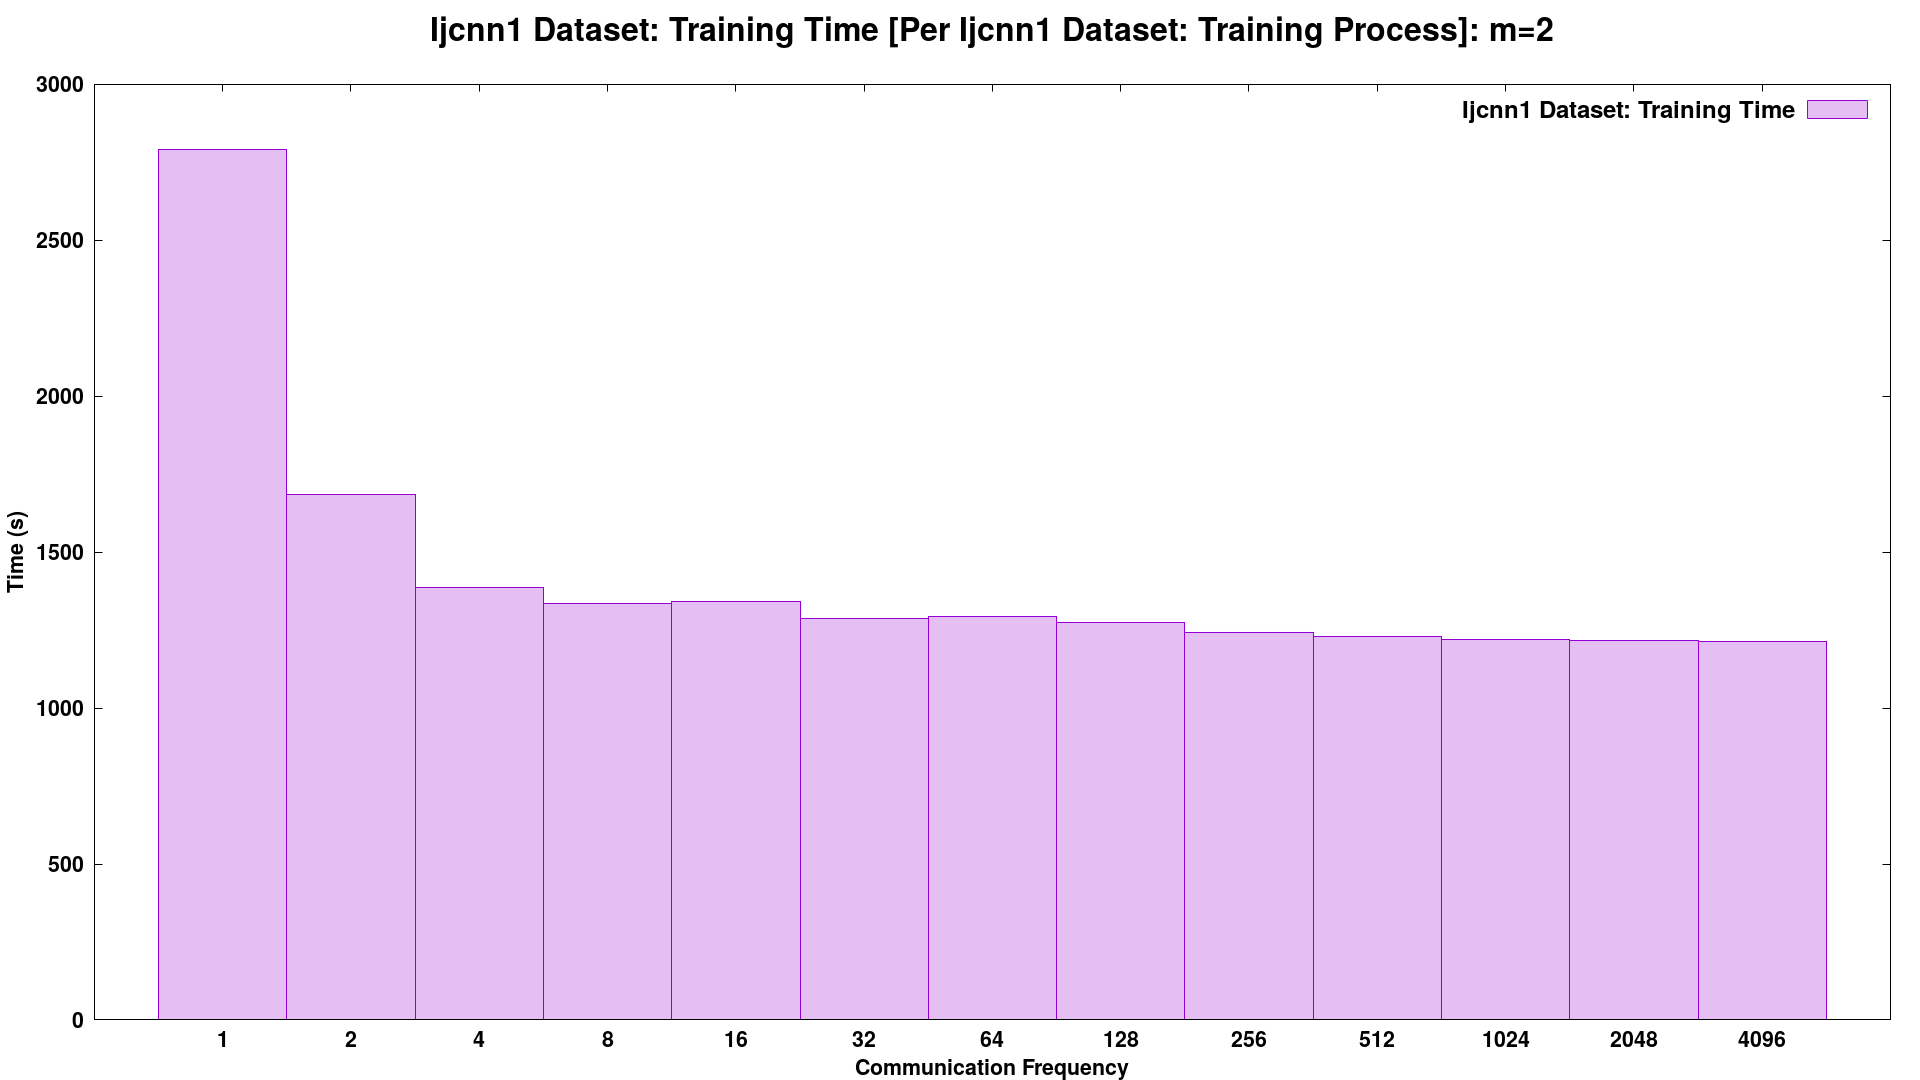 Ijcnn1 Dataset: Training Time [Per Ijcnn1 Dataset: Training Process]: m=2
Ijcnn1 Dataset: Training Time
3000
2500
2000
1500
1000
500
0
Time (s)
1 2 4 8 16 32 64 128 256 512 1024 2048 4096
Communication Frequency